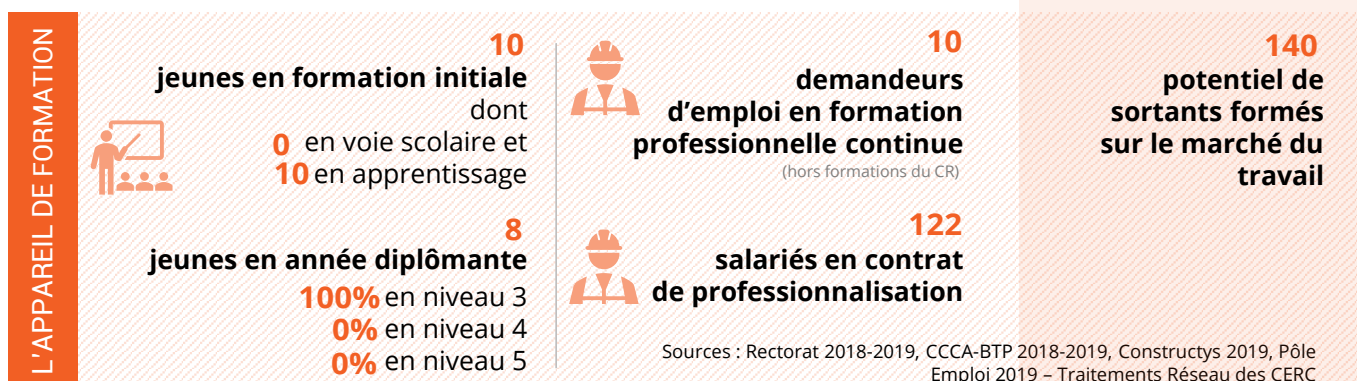 L'APPAREIL DE FORMATION
10
jeunes en formation initiale
dont
0 en voie scolaire et
10 en apprentissage
8
jeunes en année diplômante
100% en niveau 3
0% en niveau 4
0% en niveau 5
10
demandeurs
d'emploi en formation
professionnelle continue
(hors formations du CR)
122
salariés en contrat
de professionnalisation
140
potentiel de
sortants formés
sur le marché du
travail
Sources : Rectorat 2018-2019, CCCA-BTP 2018-2019, Constructys 2019, Pôle
Emploi 2019 – Traitements Réseau des CERC